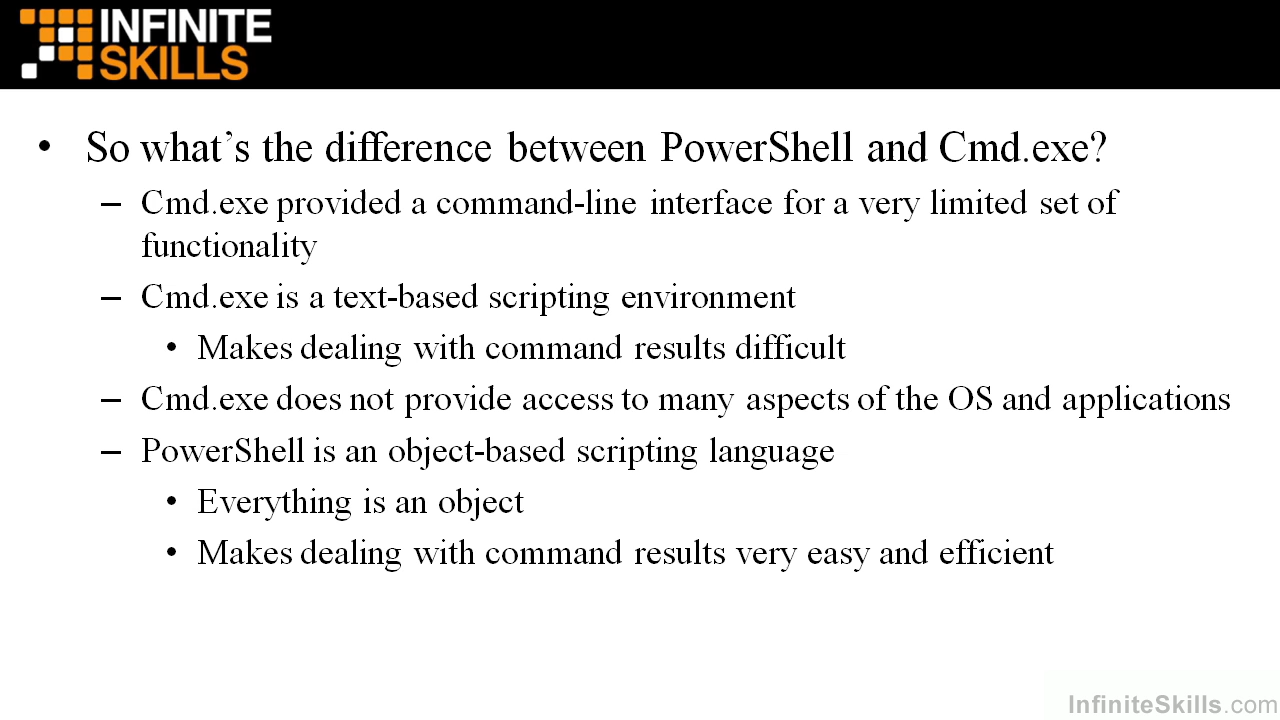 INFINITE
SKILLS
• So what’s the difference between PowerShell and Cmd.exe?
– Cmd.exe provided a command-line interface for a very limited set of
functionality
– Cmd.exe is a text-based scripting environment
• Makes dealing with command results difficult
– Cmd.exe does not provide access to many aspects of the OS and applications
– PowerShell is an object-based scripting language
• Everything is an object
• Makes dealing with command results very easy and efficient
InfiniteSkills.com